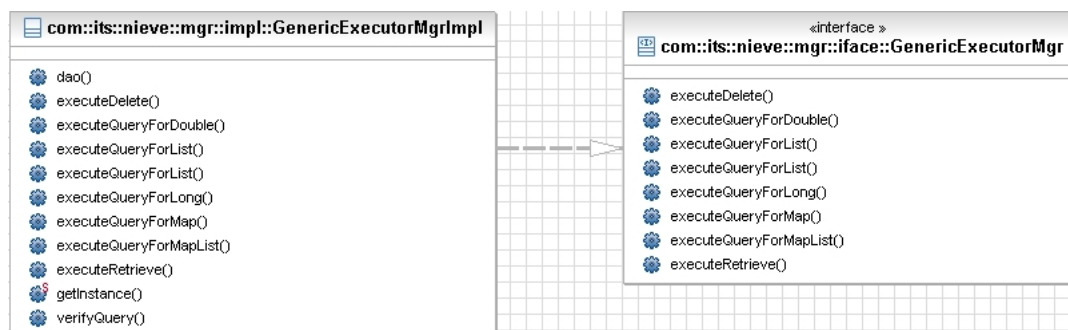 com::its::nieve::mgr::impl::GenericExecutorMgrImpl
dao()
executeDelete()
executeQueryForDouble()
executeQueryForList()
executeQueryForList()
executeQueryForLong()
executeQueryForMap()
executeQueryForMapList()
executeRetrieve()
getInstance()
verifyQuery()
«interface »
com::its::nieve::mgr::iface::GenericExecutorMgr
executeDelete()
executeQueryForDouble()
executeQueryForList()
executeQueryForList()
executeQueryForLong()
executeQueryForMap()
executeQueryForMapList()
executeRetrieve()